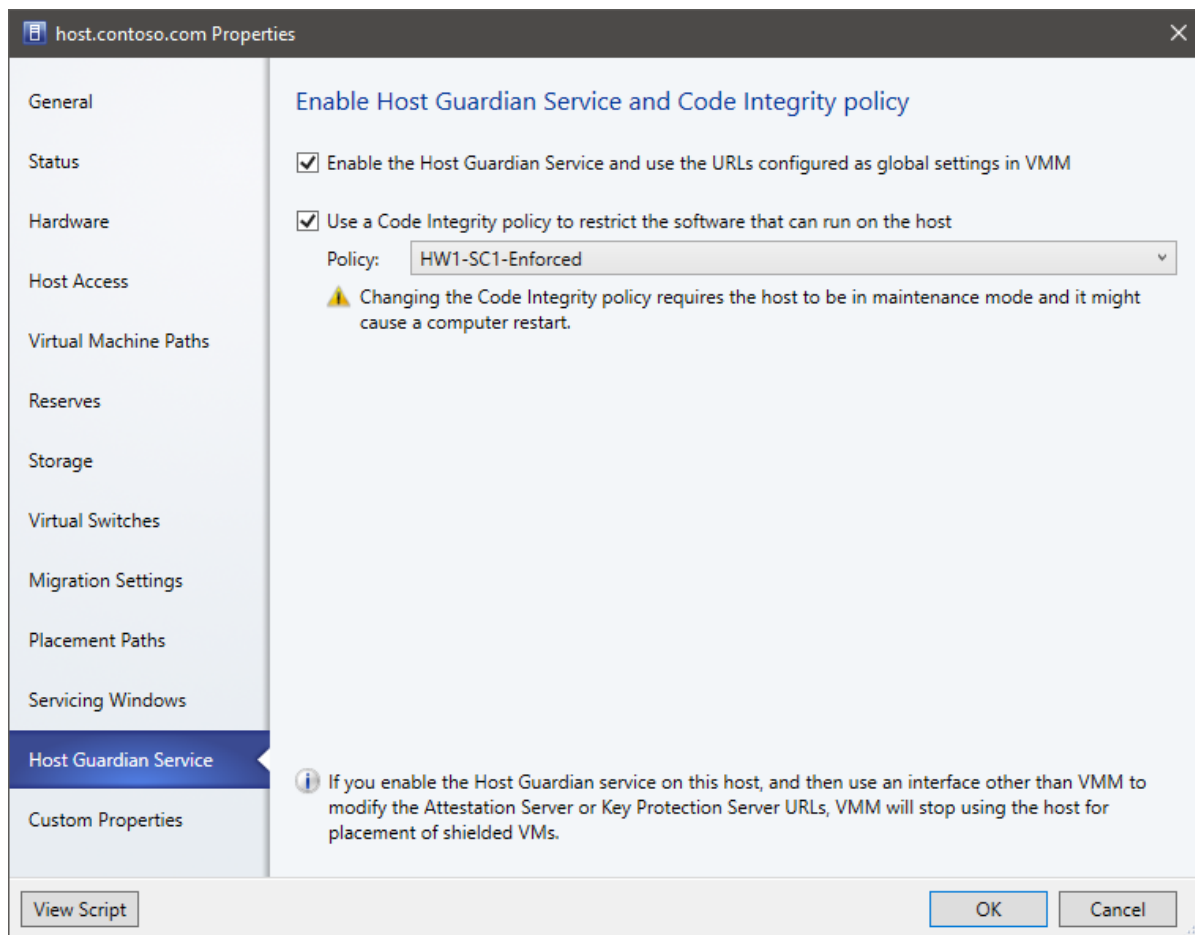 host.contoso.com Properties
General
Status
Hardware
Host Access
Virtual Machine Paths
Reserves
Storage
Virtual Switches
Migration Settings
Placement Paths
Servicing Windows
Host Guardian Service
Custom Properties
Enable Host Guardian Service and Code Integrity policy
Enable the Host Guardian Service and use the URLs configured as global settings in VMM
Use a Code Integrity policy to restrict the software that can run on the host
Policy: HW1-SC1-Enforced
Changing the Code Integrity policy requires the host to be in maintenance mode and it might
cause a computer restart.
If you enable the Host Guardian service on this host, and then use an interface other than VMM to
modify the Attestation Server or Key Protection Server URLs, VMM will stop using the host for
placement of shielded VMs.
View Script
OK
Cancel